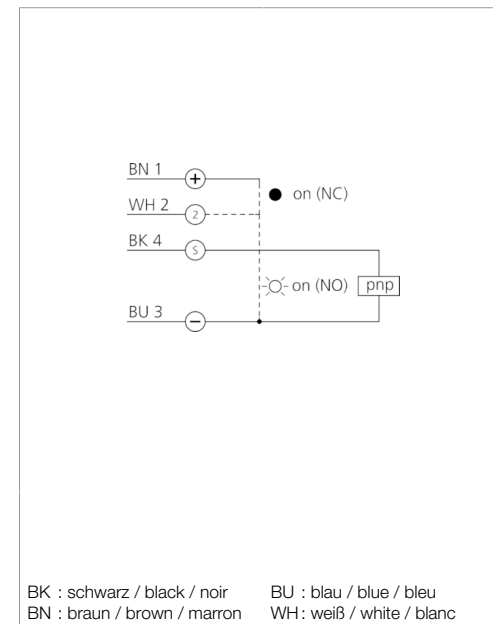 BN 1
+
on (NC)
WH 2
2
BK 4
S
on (NO)
pnp
BU 3
−
BK : schwarz / black / noir BU : blau / blue / bleu
BN : braun / brown / marron WH : weiß / white / blanc